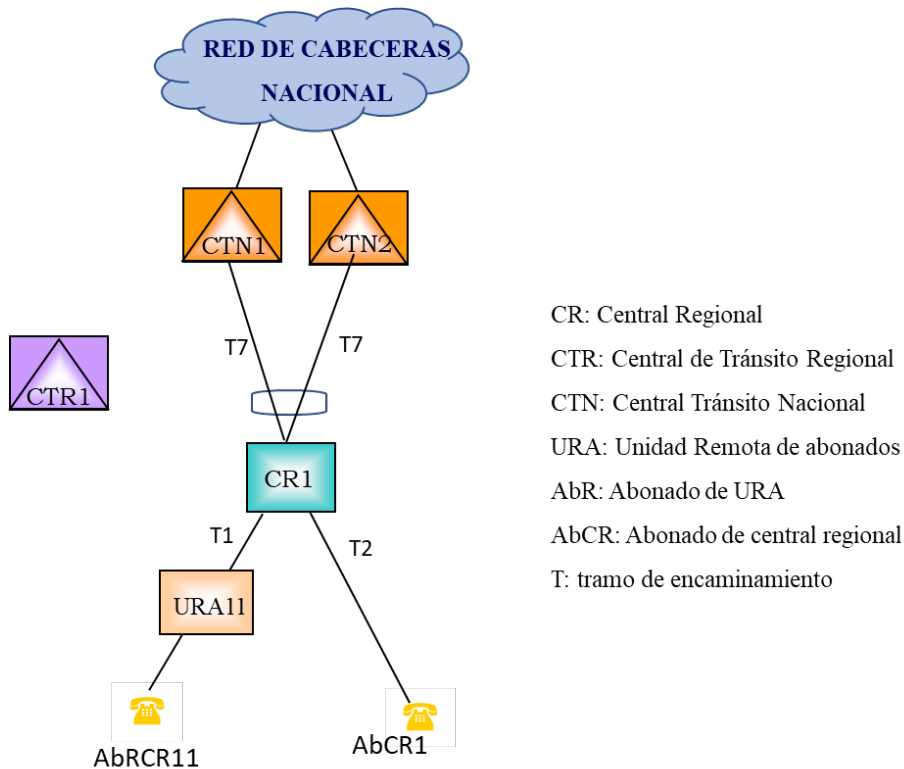 RED DE CABECERAS
NACIONAL
CTN1
CTN2
T7
T7
CTR1
CR1
T1
T2
URA11
AbRCR11
AbCR1
CR: Central Regional
CTR: Central de Tránsito Regional
CTN: Central Tránsito Nacional
URA: Unidad Remota de abonados
AbR: Abonado de URA
AbCR: Abonado de central regional
T: tramo de encaminamiento